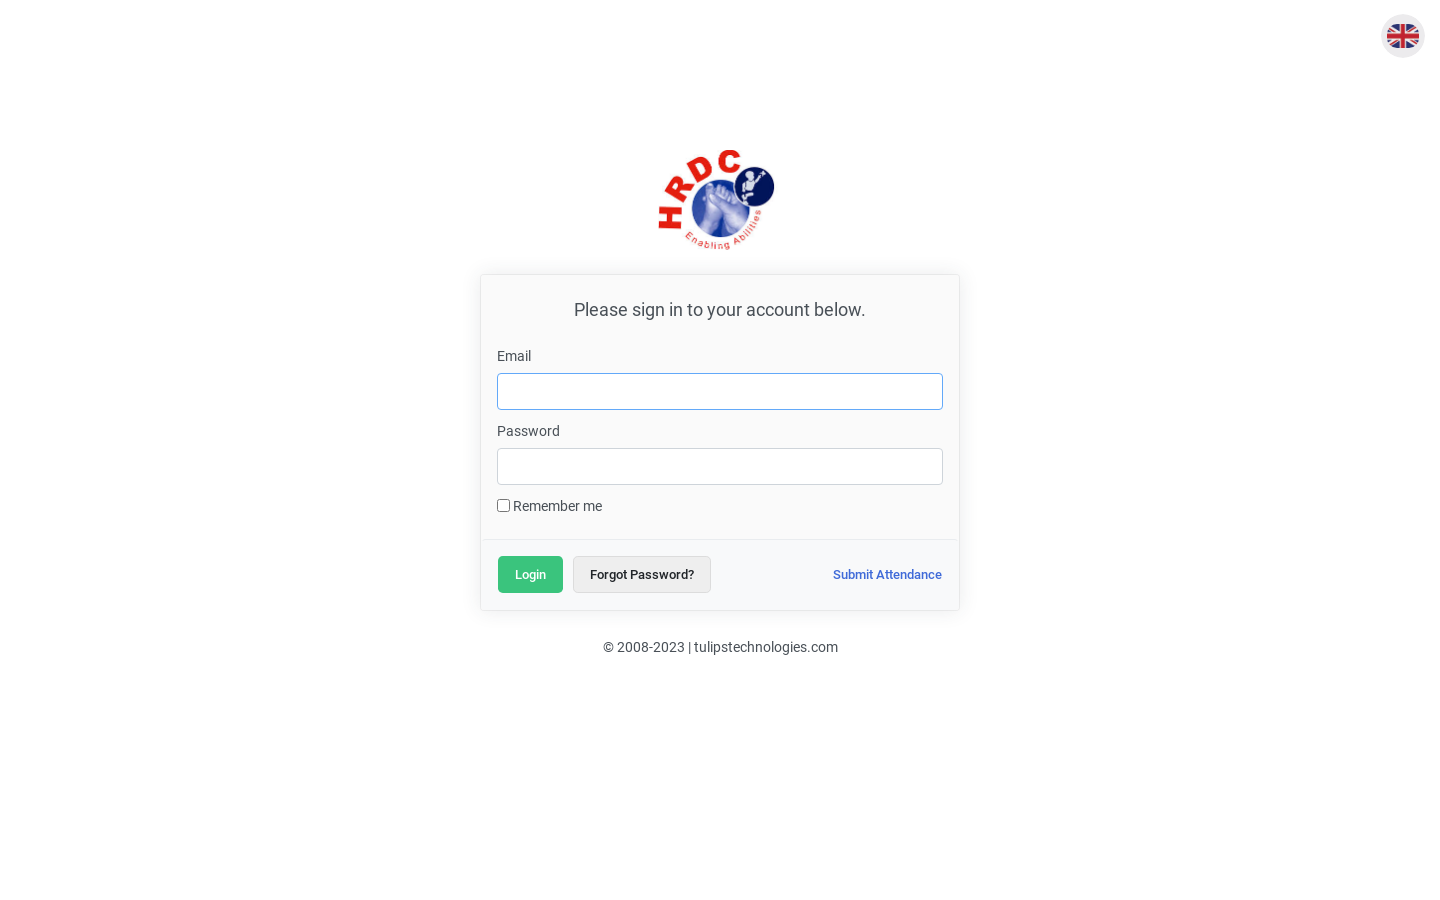 HRDC
Enabling Abilities
Please sign in to your account below.
Email
Password
Remember me
Login
Forgot Password?
Submit Attendance
© 2008-2023 | tulipstechnologies.com